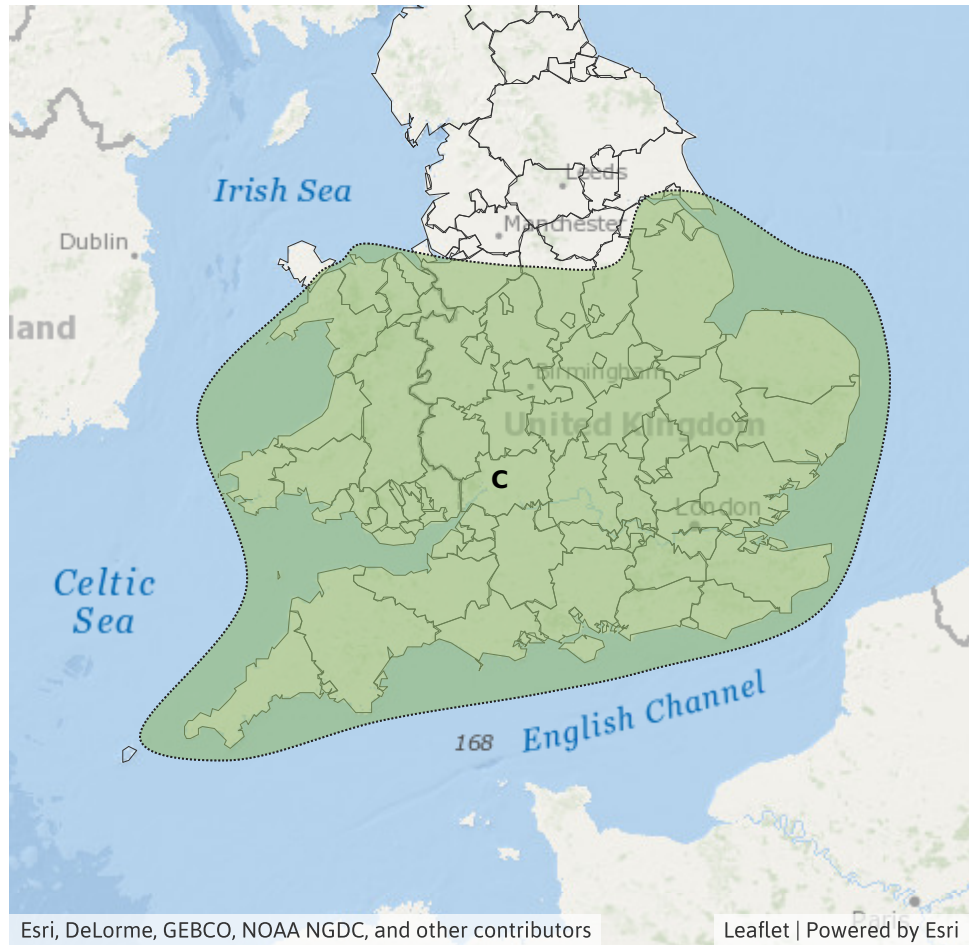 Leeds
Irish Sea
Manchester
Dublin
land
Birmingham
United Kingdom
C
London
Celtic
Sea
English Channel
168
Paris
Esri, DeLorme, GEBCO, NOAA NGDC, and other contributors
Leaflet | Powered by Esri